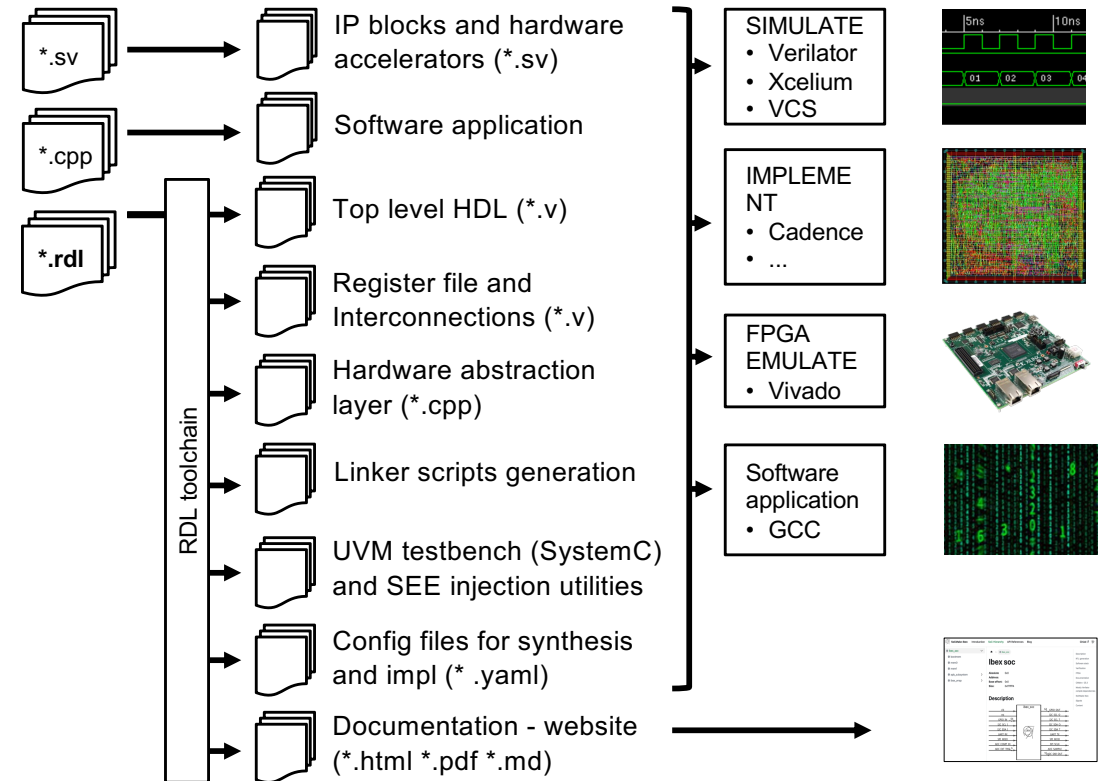 *.sv
*.cpp
*.rdl
RDL toolchain
IP blocks and hardware
accelerators (*.sv)
Software application
Top level HDL (*.v)
Register file and
Interconnections (*.v)
Hardware abstraction
layer (*.cpp)
Linker scripts generation
UVM testbench (SystemC)
and SEE injection utilities
Config files for synthesis
and impl (* .yaml)
Documentation - website
(*.html *.pdf *.md)
SIMULATE
• Verilator
• Xcelium
• VCS
IMPLEME
NT
• Cadence
• ...
FPGA
EMULATE
• Vivado
Software
application
• GCC
5ns 10ns
01 02 03 04
Ibex soc
Description